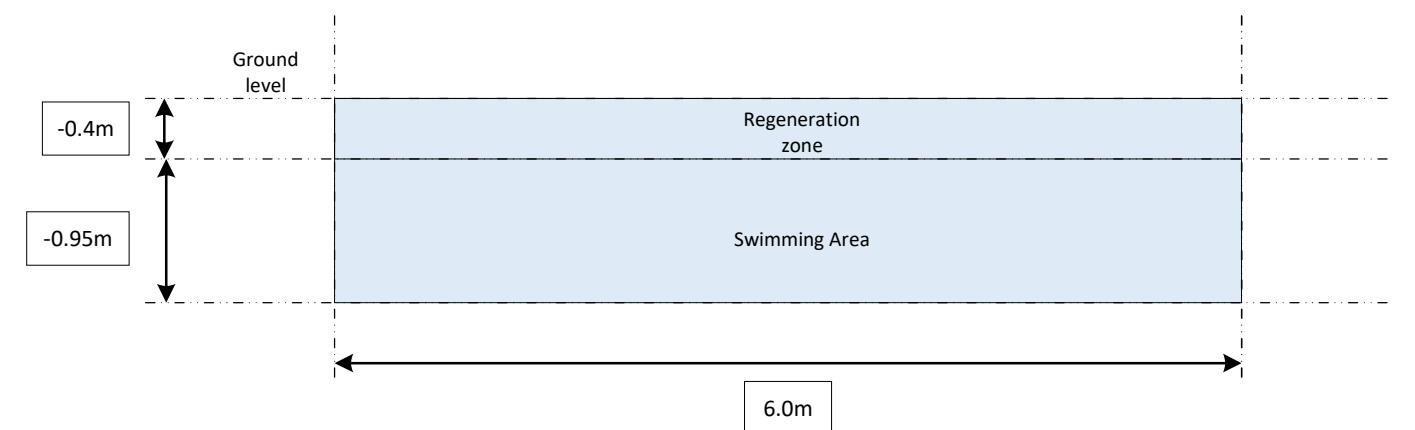 Ground
level
-0.4m
Regeneration
zone
-0.95m
Swimming Area
6.0m